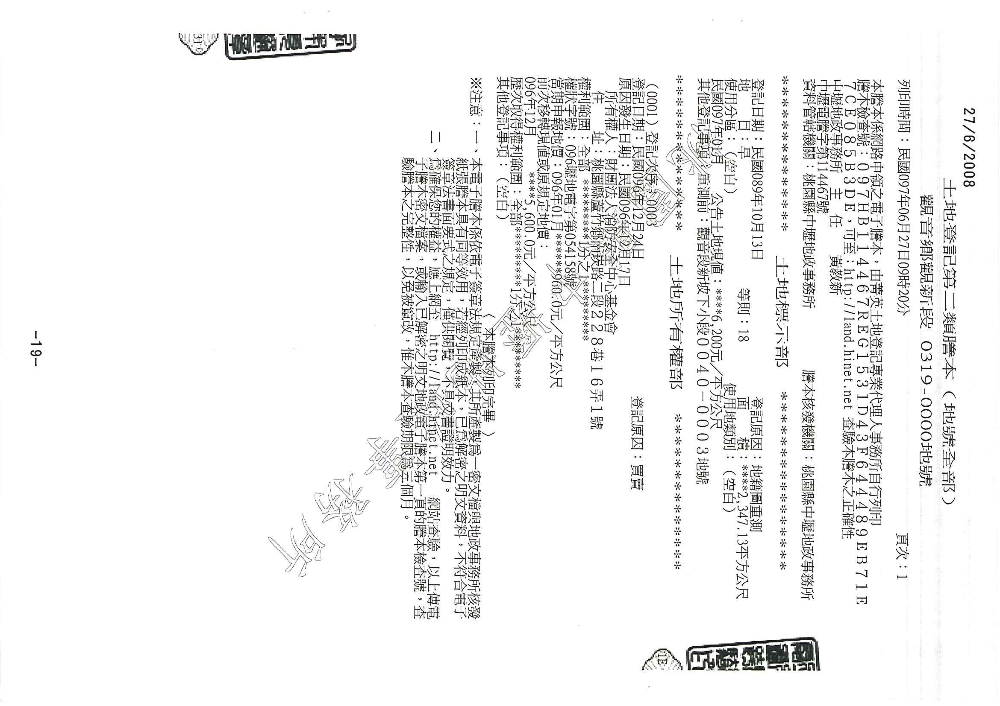 27/6/2008
土地登記第二類謄本（地號全部）
觀音鄉觀新段 0319-0000地號
列印時間：民國097年06月27日09時20分 頁次：1
本謄本係網路申領之電子謄本，由菁英土地登記專業代理人事務所自行列印
謄本檢查號：097HB114467REG1531D43F644489EB71E
7CE085B3DE，可至：http://land.hinet.net 查驗本謄本之正確性
中壢地政事務所 主 任 黃教新
中壢電謄字第114467號
資料管轄機關：桃園縣中壢地政事務所 謄本核發機關：桃園縣中壢地政事務所
*************** 土地標示部 *****************
登記日期：民國089年10月13日 登記原因：地籍圖重測
地 目：旱 等則：18 面 積：****2,347.13平方公尺
使用分區：（空白） 使用地類別：（空白）
民國097年01月 公告土地現值：****6,200元／平方公尺
其他登記事項：重測前：觀音段新坡下小段0040－0003地號
*************** 土地所有權部 ***************
（0001）登記次序：0003
登記日期：民國096年12月24日 登記原因：買賣
原因發生日期：民國096年12月17日
所有權人：財團法人消防安全中心基金會
住 址：桃園縣蘆竹鄉南崁路二段228巷16弄1號
權利範圍：全部 *********1分之1*********
權狀字號：096壢地電字第054158號
當期申報地價：096年01月*****960.0元／平方公尺
前次移轉現值或原規定地價：
096年12月 ****5,600.0元／平方公尺
歷次取得權利範圍：全部*********1分之1*********
其他登記事項：（空白）
〈 本謄本列印完畢 〉
※注意：一、本電子謄本係依電子簽章法規定產製，其所產製為一密文檔與地政事務所核發
紙張謄本具有同等效用，若經列印成紙本，已為解密之明文資料，不符合電子
簽章法書面要式之規定，僅供閱覽，不具文書證明效力。
二、為確保您的權益，應上網至 http://land.hinet.net 網站查驗，以上傳電
子謄本密文檔案，或輸入已解密之明文地政電子謄本第一頁的謄本檢查號，查
驗謄本之完整性，以免被竄改，惟本謄本查驗期限為三個月。
-19-